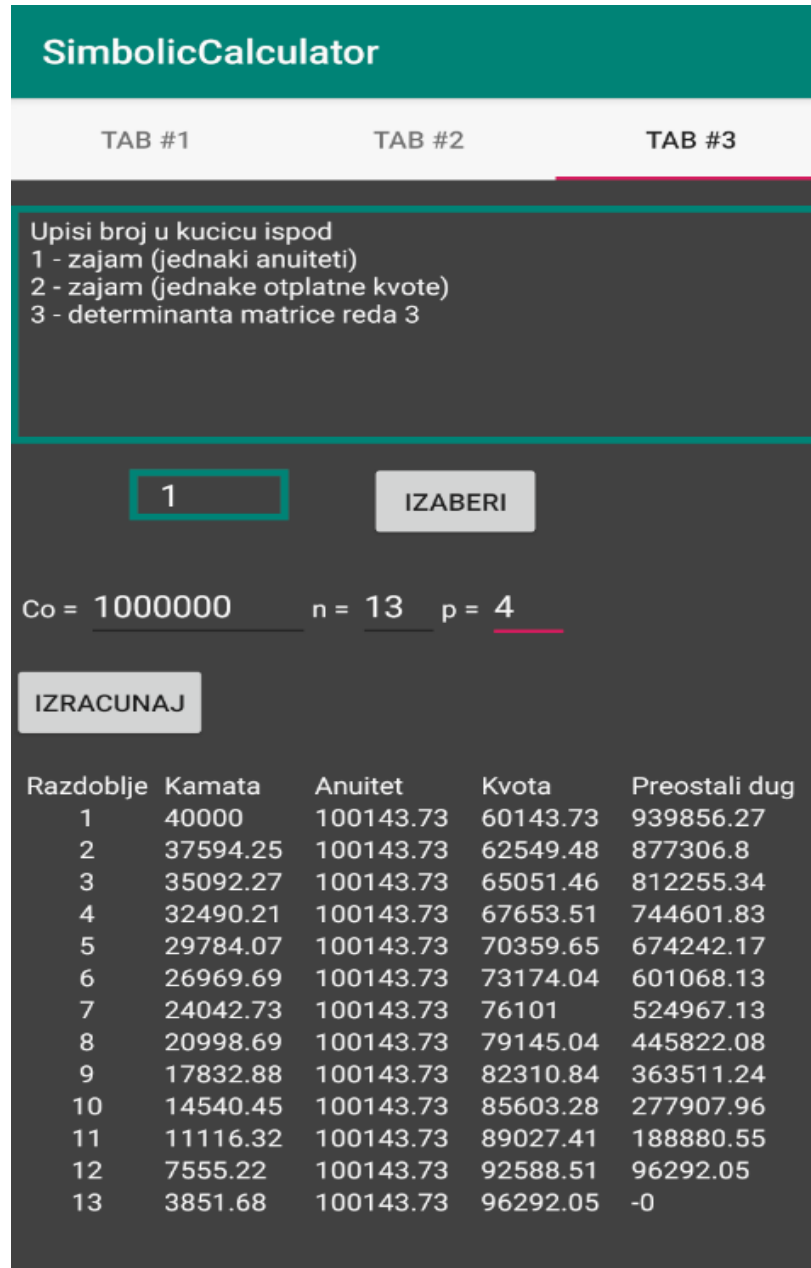 SimbolicCalculator
TAB #1 TAB #2 TAB #3
Upisi broj u kucicu ispod
1 - zajam (jednaki anuiteti)
2 - zajam (jednake otplatne kvote)
3 - determinanta matrice reda 3
1 IZABERI
Co = 1000000 n = 13 p = 4
IZRACUNAJ
Razdoblje Kamata Anuitet Kvota Preostali dug
1 40000 100143.73 60143.73 939856.27
2 37594.25 100143.73 62549.48 877306.8
3 35092.27 100143.73 65051.46 812255.34
4 32490.21 100143.73 67653.51 744601.83
5 29784.07 100143.73 70359.65 674242.17
6 26969.69 100143.73 73174.04 601068.13
7 24042.73 100143.73 76101 524967.13
8 20998.69 100143.73 79145.04 445822.08
9 17832.88 100143.73 82310.84 363511.24
10 14540.45 100143.73 85603.28 277907.96
11 11116.32 100143.73 89027.41 188880.55
12 7555.22 100143.73 92588.51 96292.05
13 3851.68 100143.73 96292.05 -0